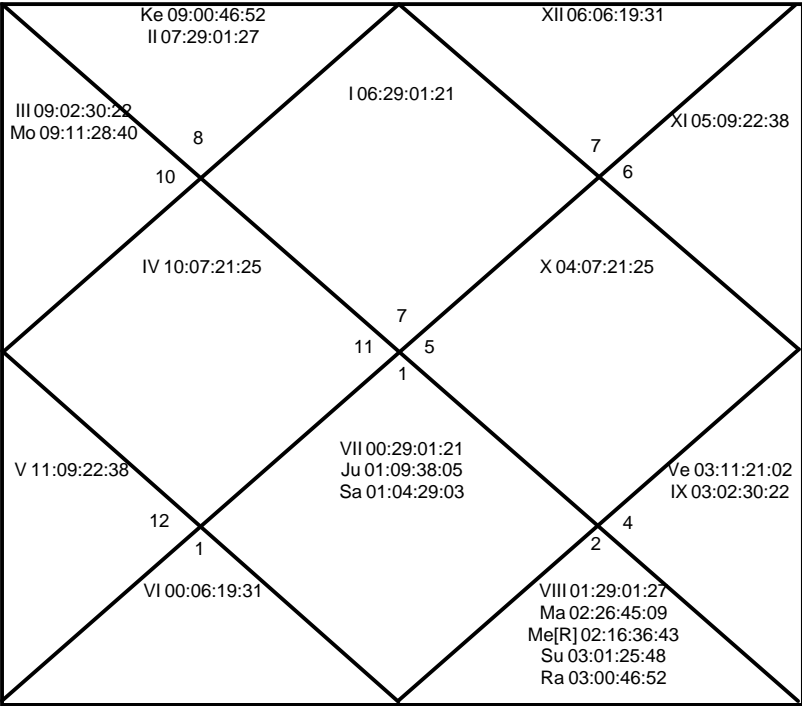 Ke 09:00:46:52
II 07:29:01:27
XII 06:06:19:31
I 06:29:01:21
III 09:02:30:22
Mo 09:11:28:40
XI 05:09:22:38
8
7
10
6
IV 10:07:21:25
X 04:07:21:25
7
11
5
1
VII 00:29:01:21
Ju 01:09:38:05
Sa 01:04:29:03
V 11:09:22:38
Ve 03:11:21:02
IX 03:02:30:22
12
4
1
2
VI 00:06:19:31
VIII 01:29:01:27
Ma 02:26:45:09
Me[R] 02:16:36:43
Su 03:01:25:48
Ra 03:00:46:52